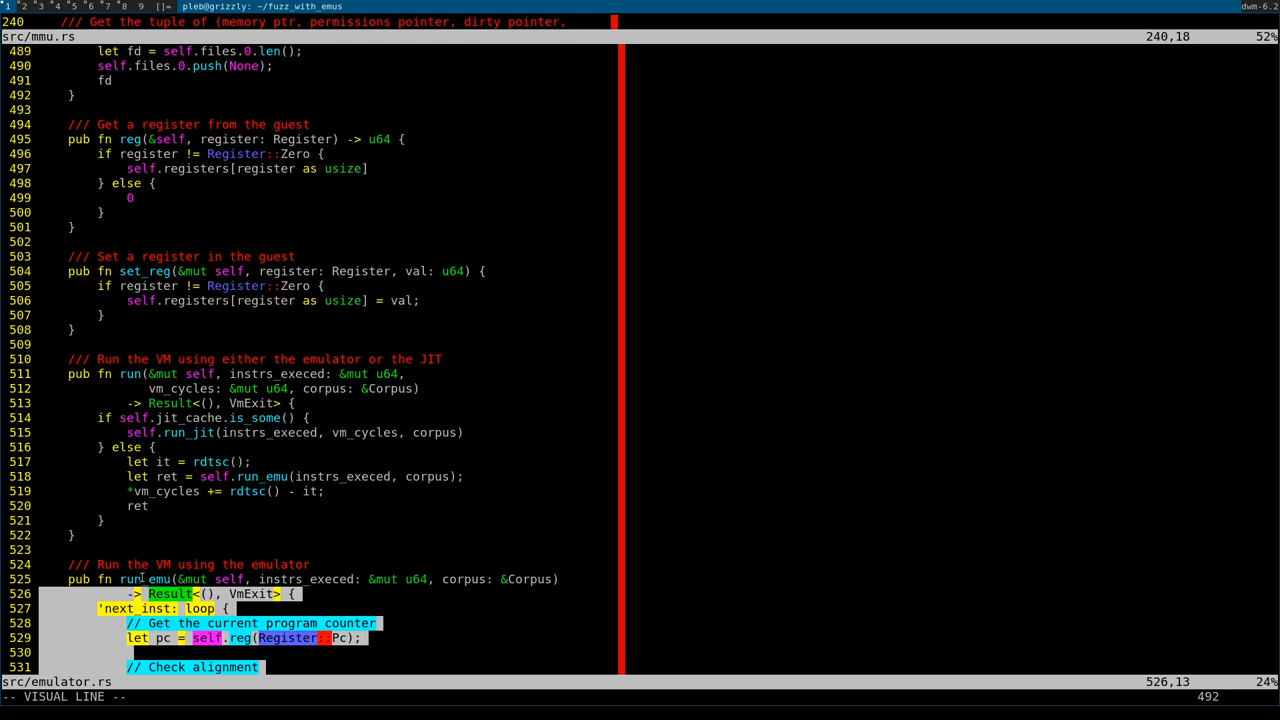 1 2 3 4 5 6 7 8 9 []= pleb@grizzly: ~/fuzz_with_emus dwm-6.2
240 /// Get the tuple of (memory ptr, permissions pointer, dirty pointer,
src/mmu.rs 240,18 52%
489 let fd = self.files.0.len();
490 self.files.0.push(None);
491 fd
492 }
493
494 /// Get a register from the guest
495 pub fn reg(&self, register: Register) -> u64 {
496 if register != Register::Zero {
497 self.registers[register as usize]
498 } else {
499 0
500 }
501 }
502
503 /// Set a register in the guest
504 pub fn set_reg(&mut self, register: Register, val: u64) {
505 if register != Register::Zero {
506 self.registers[register as usize] = val;
507 }
508 }
509
510 /// Run the VM using either the emulator or the JIT
511 pub fn run(&mut self, instrs_execed: &mut u64,
512 vm_cycles: &mut u64, corpus: &Corpus)
513 -> Result<(), VmExit> {
514 if self.jit_cache.is_some() {
515 self.run_jit(instrs_execed, vm_cycles, corpus)
516 } else {
517 let it = rdtsc();
518 let ret = self.run_emu(instrs_execed, corpus);
519 *vm_cycles += rdtsc() - it;
520 ret
521 }
522 }
523
524 /// Run the VM using the emulator
525 pub fn run_emu(&mut self, instrs_execed: &mut u64, corpus: &Corpus)
526 -> Result<(), VmExit> {
527 'next_inst: loop {
528 // Get the current program counter
529 let pc = self.reg(Register::Pc);
530
531 // Check alignment
src/emulator.rs 526,13 24%
-- VISUAL LINE -- 492